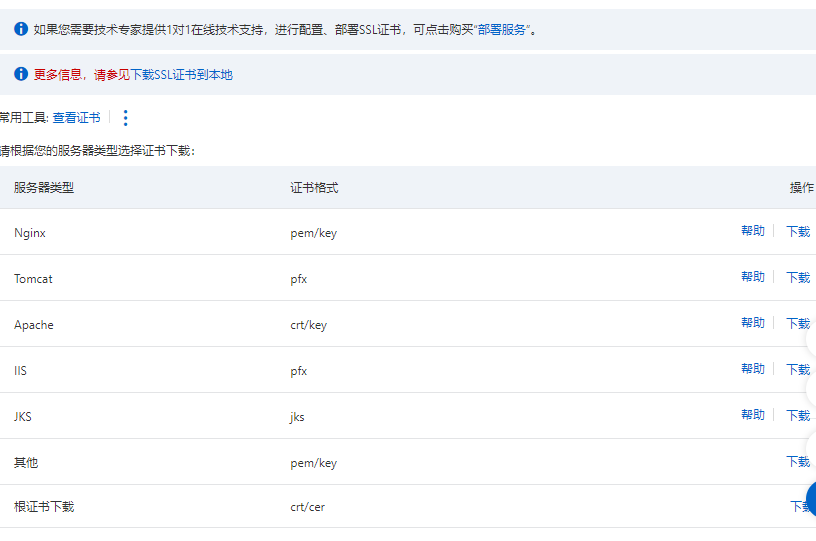 如果您需要技术专家提供1对1在线技术支持，进行配置、部署SSL证书，可点击购买“部署服务”。
更多信息，请参见下载SSL证书到本地
常用工具: 查看证书
请根据您的服务器类型选择证书下载：
服务器类型 证书格式 操作
Nginx pem/key 帮助 下载
Tomcat pfx 帮助 下载
Apache crt/key 帮助 下载
IIS pfx 帮助 下载
JKS jks 帮助 下载
其他 pem/key 下载
根证书下载 crt/cer 下载